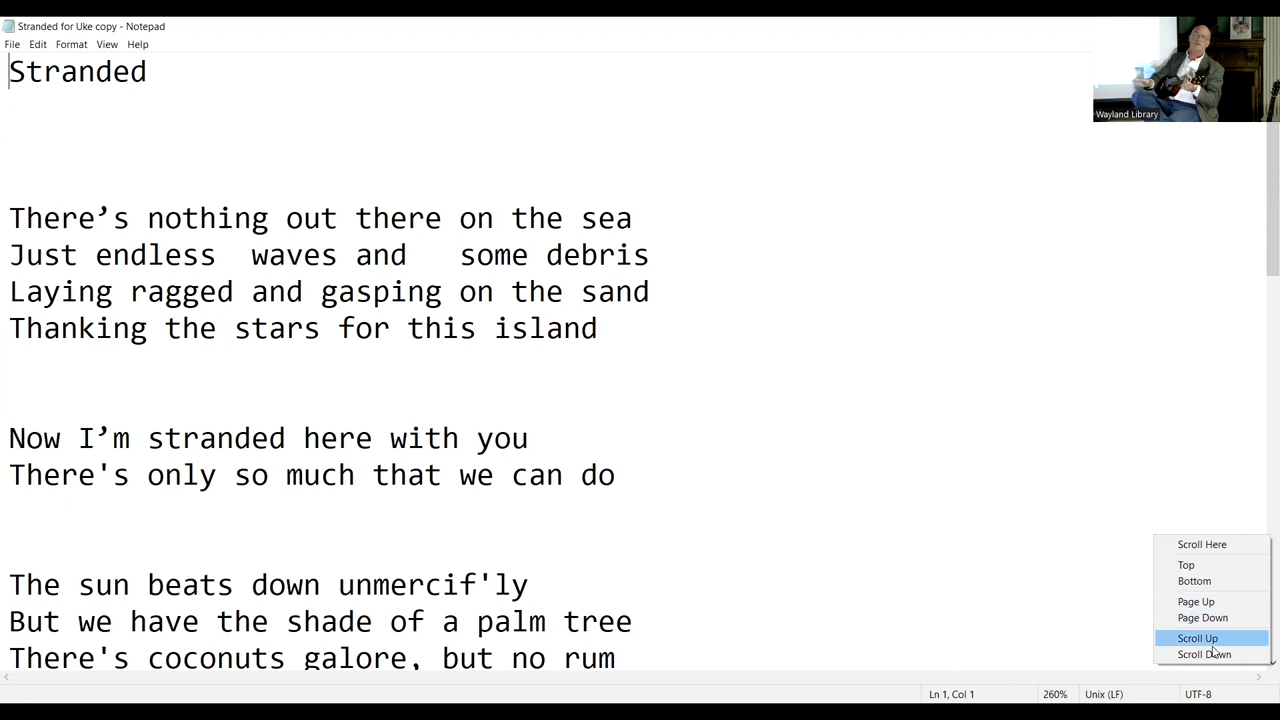 Stranded for Uke copy - Notepad
File Edit Format View Help
Stranded
Wayland Library
There’s nothing out there on the sea
Just endless  waves and   some debris
Laying ragged and gasping on the sand
Thanking the stars for this island
Now I’m stranded here with you
There's only so much that we can do
The sun beats down unmercif'ly
But we have the shade of a palm tree
There's coconuts galore, but no rum
Scroll Here
Top
Bottom
Page Up
Page Down
Scroll Up
Scroll Down
Ln 1, Col 1 260% Unix (LF) UTF-8